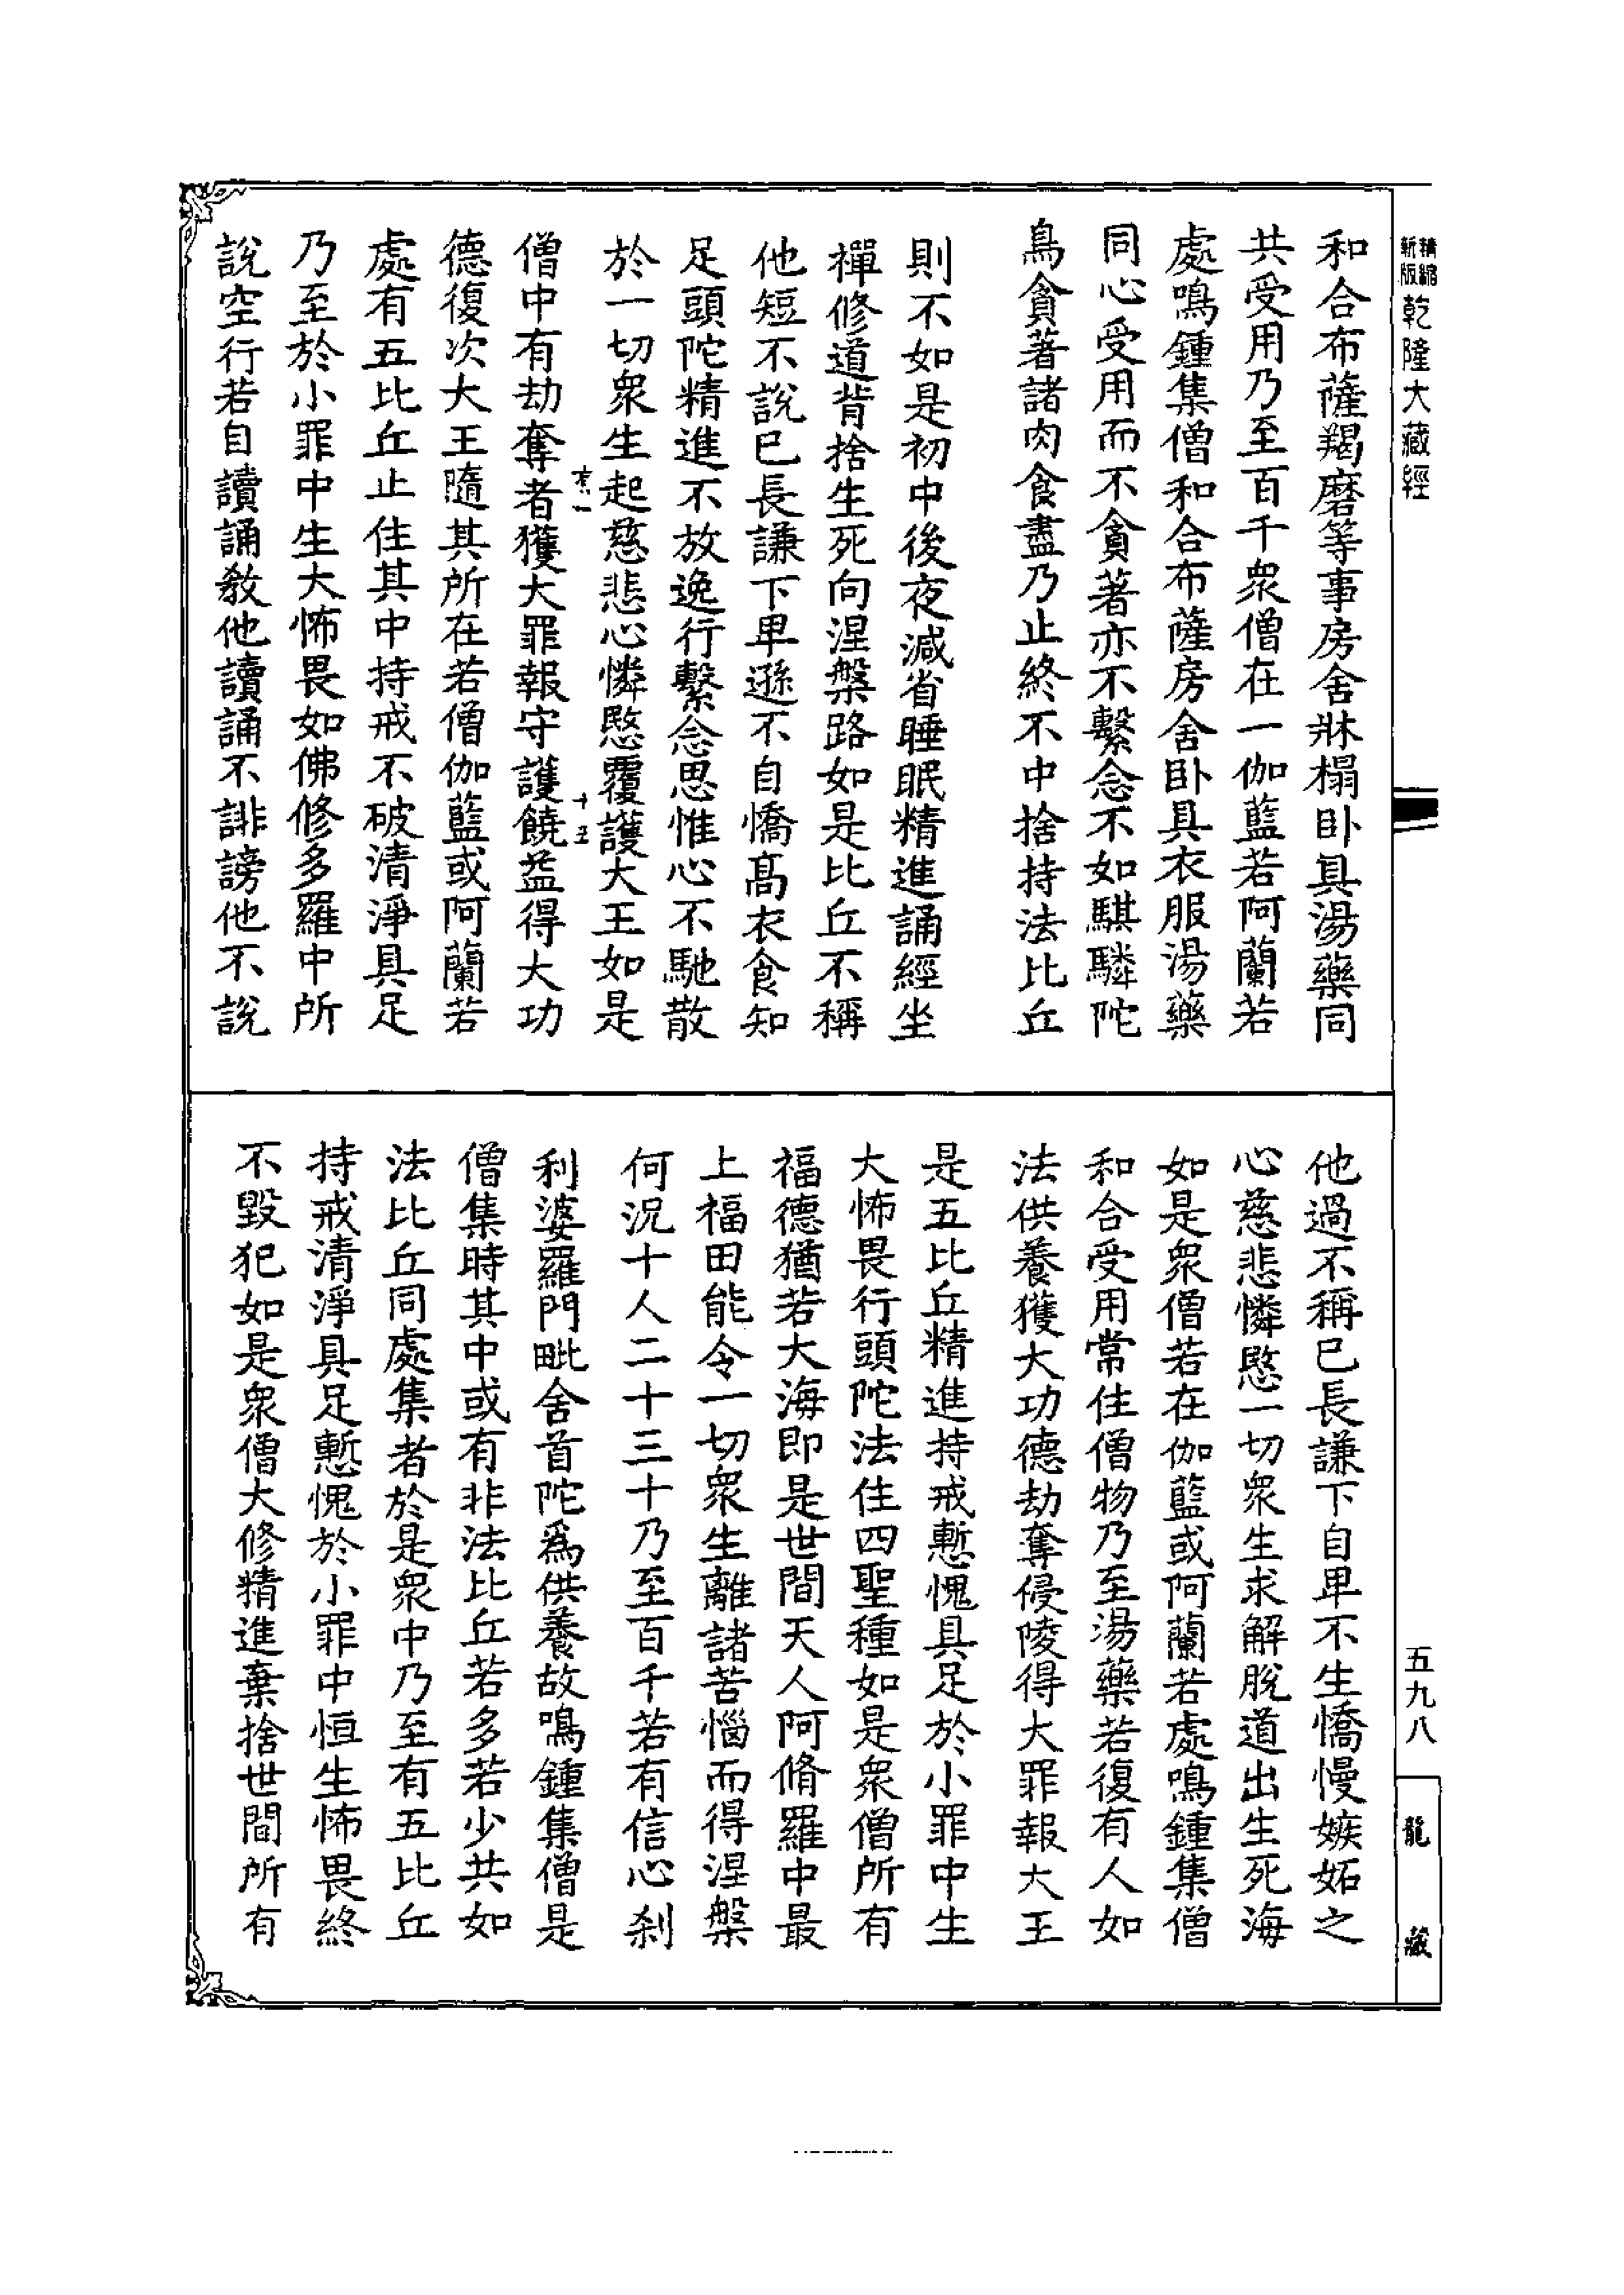 精縮新版乾隆大藏經
和合布薩羯磨等事房舍牀榻卧具湯藥同
共受用乃至百千衆僧在一伽藍若阿蘭若
處鳴鍾集僧和合布薩房舍卧具衣服湯藥
同心受用而不貪著亦不繫念不如騏驎陀
鳥貪著諸肉食盡乃止終不中捨持法比丘
則不如是初中後夜減省睡眠精進誦經坐
禪修道背捨生死向涅槃路如是比丘不稱
他短不說已長謙下卑遜不自憍髙衣食知
足頭陀精進不放逸行繫念思惟心不馳散
於一切衆生起慈悲心憐愍覆護大王如是
十五
僧中有劫奪者獲大罪報守護饒益得大功
德復次大王隨其所在若僧伽藍或阿蘭若
處有五比丘止住其中持戒不破清淨具足
乃至於小罪中生大怖畏如佛修多羅中所
說空行若自讀誦教他讀誦不誹謗他不說
他過不稱已長謙下自卑不生憍慢嫉妬之
心慈悲憐愍一切衆生求解脫道出生死海
如是衆僧若在伽藍或阿蘭若處鳴鍾集僧
和合受用常住僧物乃至湯藥若復有人如
法供養獲大功德劫奪侵陵得大罪報大王
是五比丘精進持戒慙愧具足於小罪中生
大怖畏行頭陀法住四聖種如是衆僧所有
福德猶若大海即是世間天人阿脩羅中最
上福田能令一切衆生離諸苦惱而得涅槃
何況十人二十三十乃至百千若有信心刹
利婆羅門毗舍首陀爲供養故鳴鍾集僧是
僧集時其中或有非法比丘若多若少共如
法比丘同處集者於是衆中乃至有五比丘
持戒清淨具足慙愧於小罪中恒生怖畏終
不毀犯如是衆僧大修精進棄捨世間所有
五九八
龍藏